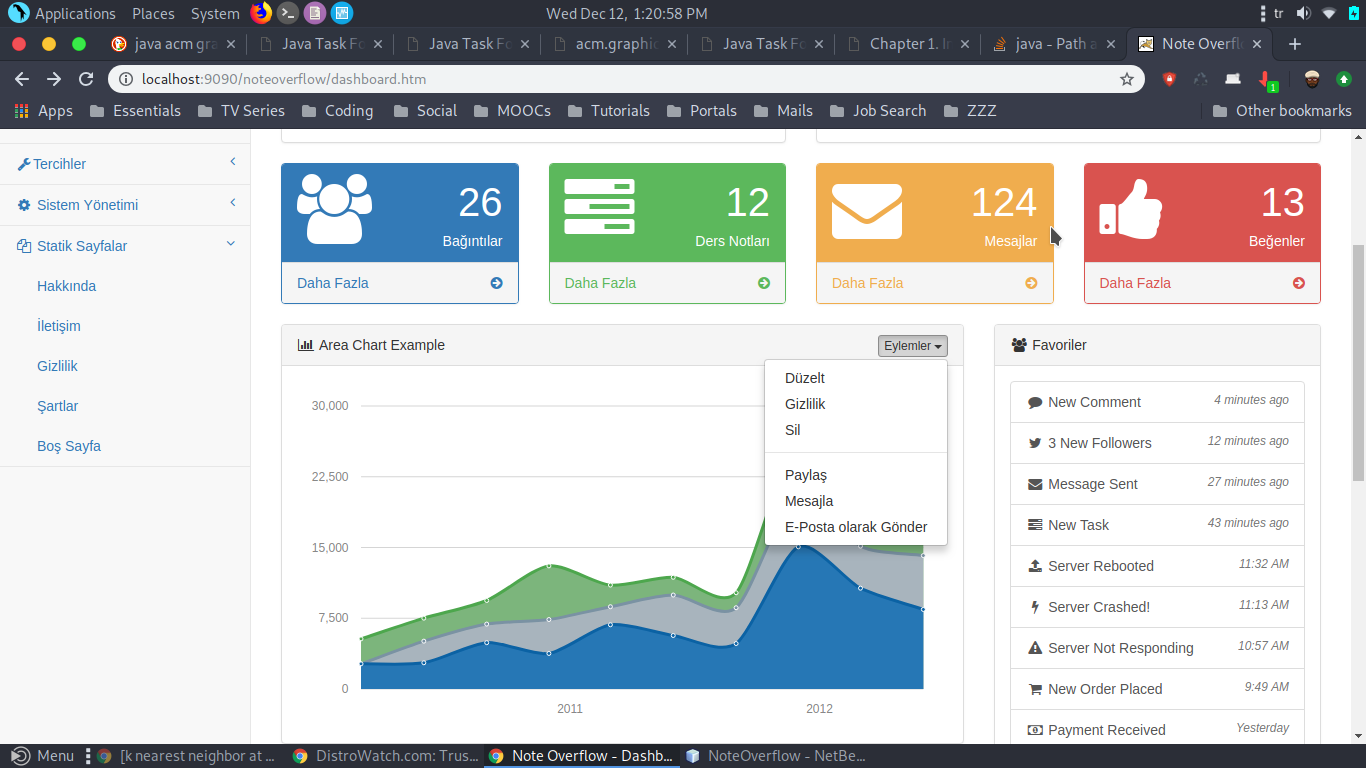 Applications Places System Wed Dec 12, 1:20:58 PM tr
java acm gra Java Task Fo Java Task Fo acm.graphic Java Task Fo Chapter 1. In java - Path a Note Overfl
localhost:9090/noteoverflow/dashboard.htm 1
Apps Essentials TV Series Coding Social MOOCs Tutorials Portals Mails Job Search ZZZ Other bookmarks
Tercihler
Sistem Yönetimi
Statik Sayfalar
Hakkında
İletişim
Gizlilik
Şartlar
Boş Sayfa
26
Bağıntılar
Daha Fazla
12
Ders Notları
Daha Fazla
124
Mesajlar
Daha Fazla
13
Beğenler
Daha Fazla
Area Chart Example Eylemler
Düzelt
Gizlilik
Sil
Paylaş
Mesajla
E-Posta olarak Gönder
30,000
22,500
15,000
7,500
0
2011 2012
Favoriler
New Comment 4 minutes ago
3 New Followers 12 minutes ago
Message Sent 27 minutes ago
New Task 43 minutes ago
Server Rebooted 11:32 AM
Server Crashed! 11:13 AM
Server Not Responding 10:57 AM
New Order Placed 9:49 AM
Payment Received Yesterday
Menu [k nearest neighbor at ... DistroWatch.com: Trus... Note Overflow - Dashb... NoteOverflow - NetBe...